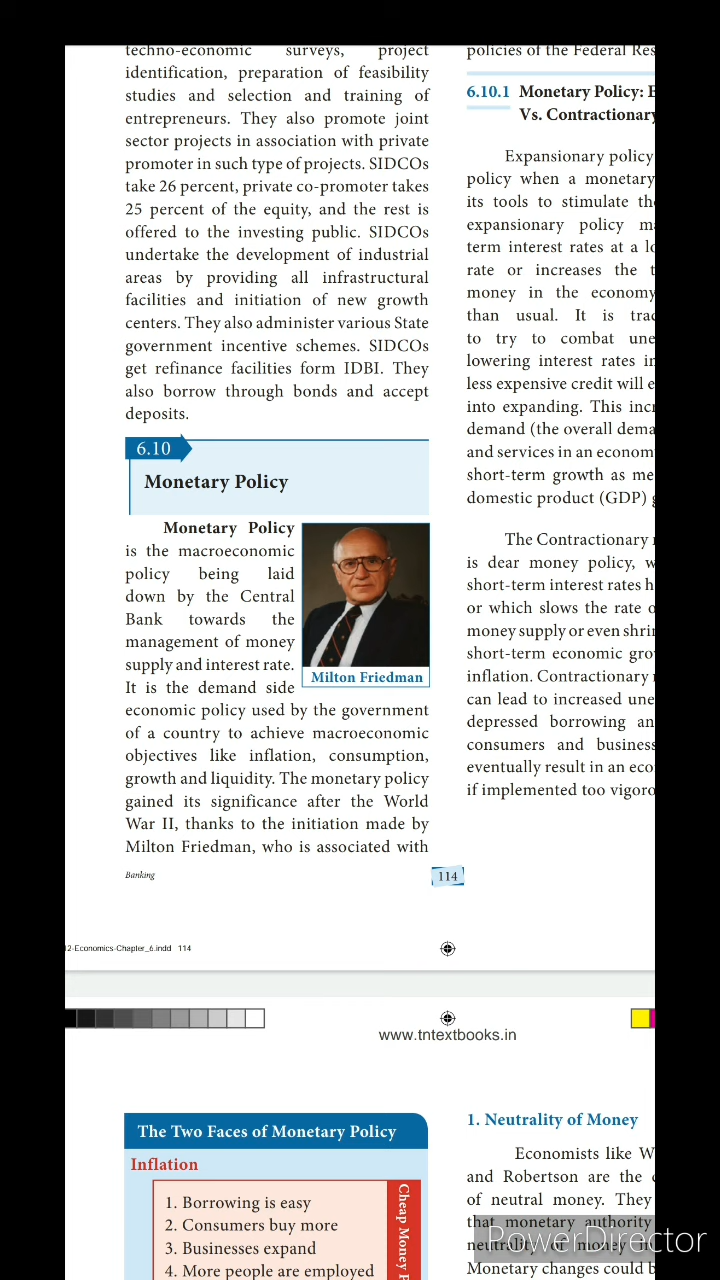 techno-economic surveys, project
identification, preparation of feasibility
studies and selection and training of
entrepreneurs. They also promote joint
sector projects in association with private
promoter in such type of projects. SIDCOs
take 26 percent, private co-promoter takes
25 percent of the equity, and the rest is
offered to the investing public. SIDCOs
undertake the development of industrial
areas by providing all infrastructural
facilities and initiation of new growth
centers. They also administer various State
government incentive schemes. SIDCOs
get refinance facilities form IDBI. They
also borrow through bonds and accept
deposits.
6.10
Monetary Policy
Monetary Policy
is the macroeconomic
policy being laid
down by the Central
Bank towards the
management of money
supply and interest rate.
It is the demand side
Milton Friedman
economic policy used by the government
of a country to achieve macroeconomic
objectives like inflation, consumption,
growth and liquidity. The monetary policy
gained its significance after the World
War II, thanks to the initiation made by
Milton Friedman, who is associated with
policies of the Federal Res
6.10.1 Monetary Policy: E
Vs. Contractionary
Expansionary policy
policy when a monetary
its tools to stimulate th
expansionary policy m
term interest rates at a lo
rate or increases the t
money in the economy
than usual. It is trad
to try to combat une
lowering interest rates in
less expensive credit will e
into expanding. This incr
demand (the overall dema
and services in an econom
short-term growth as me
domestic product (GDP) g
The Contractionary
is dear money policy, w
short-term interest rates h
or which slows the rate o
money supply or even shrin
short-term economic grow
inflation. Contractionary
can lead to increased une
depressed borrowing an
consumers and business
eventually result in an eco
if implemented too vigoro
Banking
114
12-Economics-Chapter_6.indd 114
www.tntextbooks.in
The Two Faces of Monetary Policy
Inflation
1. Borrowing is easy
2. Consumers buy more
3. Businesses expand
4. More people are employed
Cheap Money P
1. Neutrality of Money
Economists like W
and Robertson are the
of neutral money. They
that monetary authority
neutrality of money in
Monetary changes could b
PowerDirector